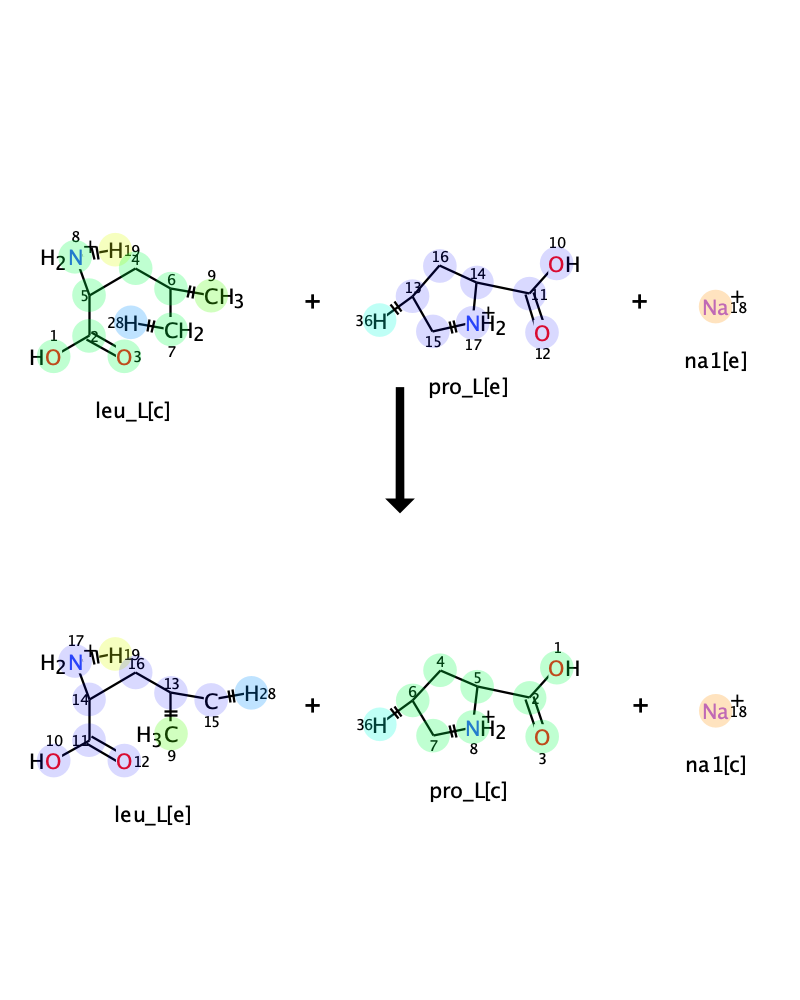 8
H₂N + H 19 4 6 9 CH₃
5 28 H CH₂
1 2 7
HO O 3
leu_L[c]
+
10
16 14 OH
13 11
36 H N + H₂ O
15 17 12
pro_L[e]
+
Na + 18
na1[e]
17
H₂N + H 19 16 13 H 28
14 15
10 11 H₃C
HO O 12 9
leu_L[e]
+
1
4 5 OH
6 2
36 H N + H₂ O
7 8 3
pro_L[c]
+
Na + 18
na1[c]